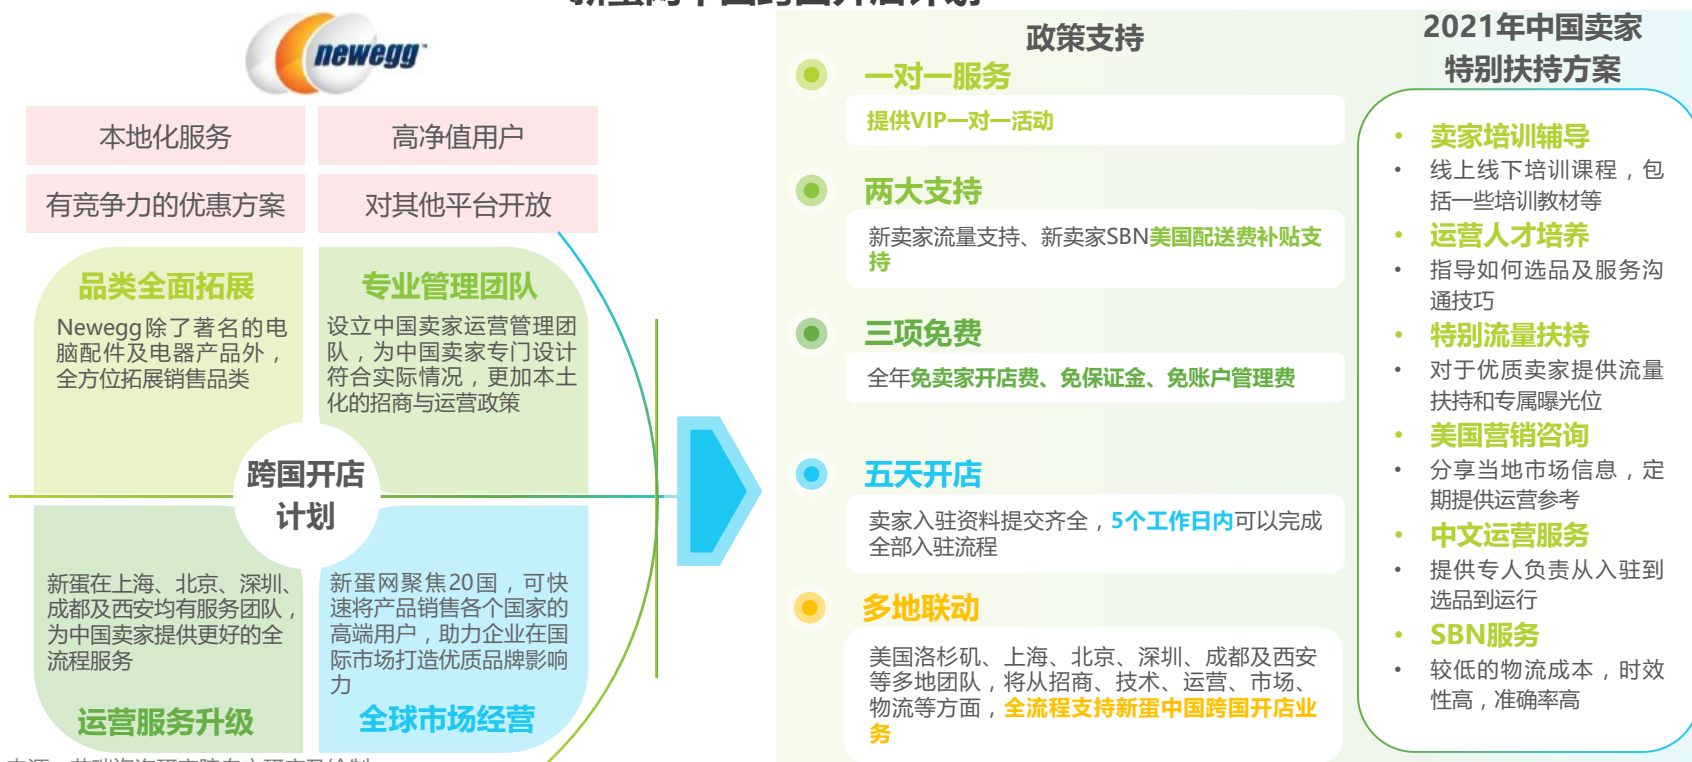 新蛋网中国跨国开店计划
newegg
本地化服务
高净值用户
有竞争力的优惠方案
对其他平台开放
品类全面拓展
Newegg除了著名的电
脑配件及电器产品外，
全方位拓展销售品类
专业管理团队
设立中国卖家运营管理团
队，为中国卖家专门设计
符合实际情况，更加本土
化的招商与运营政策
跨国开店
计划
新蛋在上海、北京、深圳、
成都及西安均有服务团队，
为中国卖家提供更好的全
流程服务
运营服务升级
新蛋网聚焦20国，可快
速将产品销售各个国家的
高端用户，助力企业在国
际市场打造优质品牌影响
力
全球市场经营
政策支持
一对一服务
提供VIP一对一活动
两大支持
新卖家流量支持、新卖家SBN美国配送费补贴支
持
三项免费
全年免卖家开店费、免保证金、免账户管理费
五天开店
卖家入驻资料提交齐全，5个工作日内可以完成
全部入驻流程
多地联动
美国洛杉矶、上海、北京、深圳、成都及西安
等多地团队，将从招商、技术、运营、市场、
物流等方面，全流程支持新蛋中国跨国开店业
务
2021年中国卖家
特别扶持方案
• 卖家培训辅导
• 线上线下培训课程，包
括一些培训教材等
• 运营人才培养
• 指导如何选品及服务沟
通技巧
• 特别流量扶持
• 对于优质卖家提供流量
扶持和专属曝光位
• 美国营销咨询
• 分享当地市场信息，定
期提供运营参考
• 中文运营服务
• 提供专人负责从入驻到
选品到运行
• SBN服务
• 较低的物流成本，时效
性高，准确率高